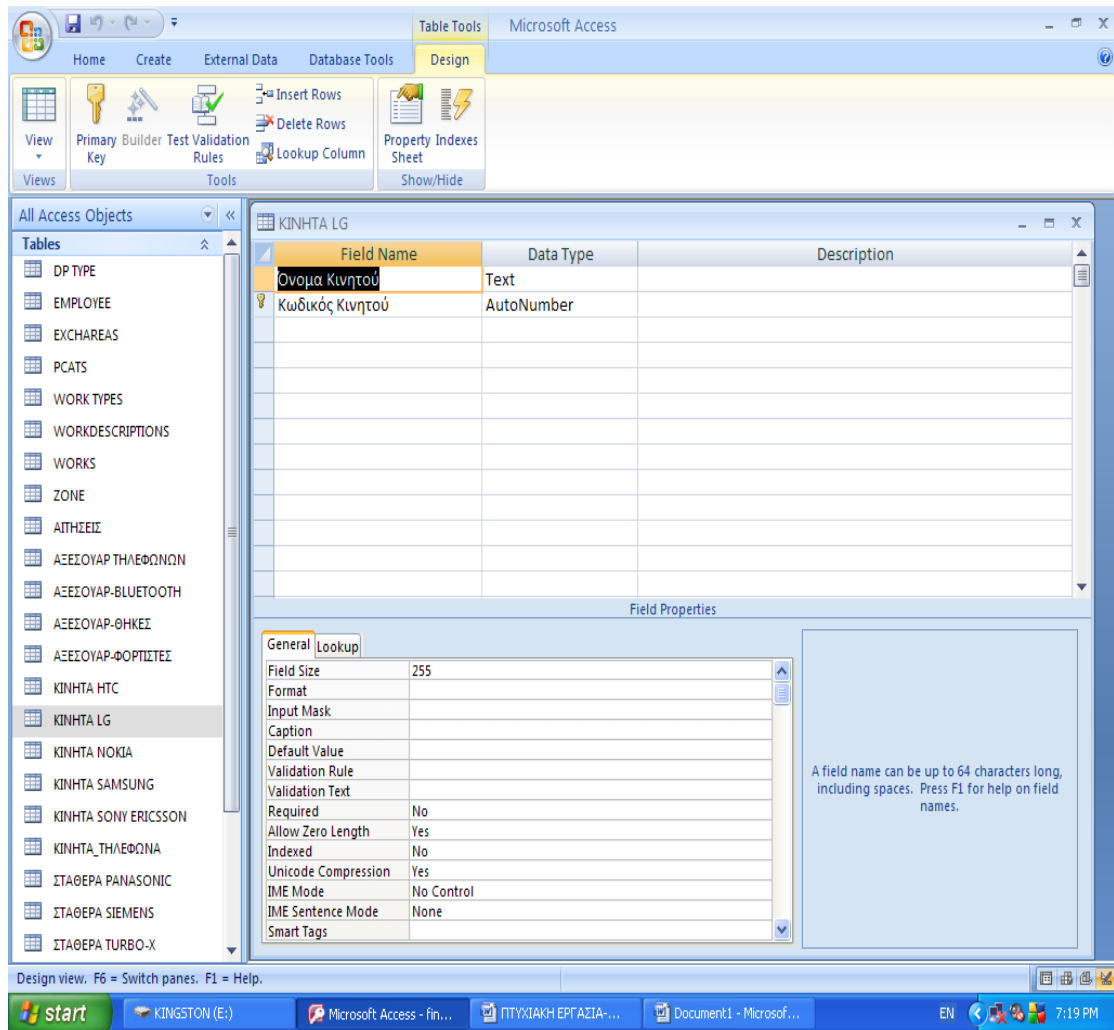 Table Tools Microsoft Access
Home Create External Data Database Tools Design
View
Primary Key
Builder
Test Validation Rules
Insert Rows
Delete Rows
Lookup Column
Property Sheet
Indexes
Views Tools Show/Hide
All Access Objects
Tables
DP TYPE
EMPLOYEE
EXCHAREAS
PCATS
WORK TYPES
WORKDESCRIPTIONS
WORKS
ZONE
ΑΙΤΗΣΕΙΣ
ΑΞΕΣΟΥΑΡ ΤΗΛΕΦΩΝΩΝ
ΑΞΕΣΟΥΑΡ-BLUETOOTH
ΑΞΕΣΟΥΑΡ-ΘΗΚΕΣ
ΑΞΕΣΟΥΑΡ-ΦΟΡΤΙΣΤΕΣ
ΚΙΝΗΤΑ HTC
ΚΙΝΗΤΑ LG
ΚΙΝΗΤΑ NOKIA
ΚΙΝΗΤΑ SAMSUNG
ΚΙΝΗΤΑ SONY ERICSSON
ΚΙΝΗΤΑ_ΤΗΛΕΦΩΝΑ
ΣΤΑΘΕΡΑ PANASONIC
ΣΤΑΘΕΡΑ SIEMENS
ΣΤΑΘΕΡΑ TURBO-X
ΚΙΝΗΤΑ LG
Field Name Data Type Description
Όνομα Κινητού Text
Κωδικός Κινητού AutoNumber
Field Properties
General Lookup
Field Size 255
Format
Input Mask
Caption
Default Value
Validation Rule
Validation Text
Required No
Allow Zero Length Yes
Indexed No
Unicode Compression Yes
IME Mode No Control
IME Sentence Mode None
Smart Tags
A field name can be up to 64 characters long,
including spaces. Press F1 for help on field
names.
Design view. F6 = Switch panes. F1 = Help.
start KINGSTON (E:) Microsoft Access - fin... ΠΤΥΧΙΑΚΗ ΕΡΓΑΣΙΑ-... Document1 - Microsof... EN 7:19 PM